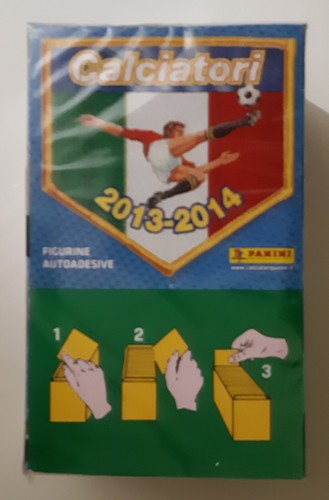 Calciatori
2013-2014
FIGURINE
AUTOADESIVE
PANINI
www.calciatoripanini.it
1
2
3